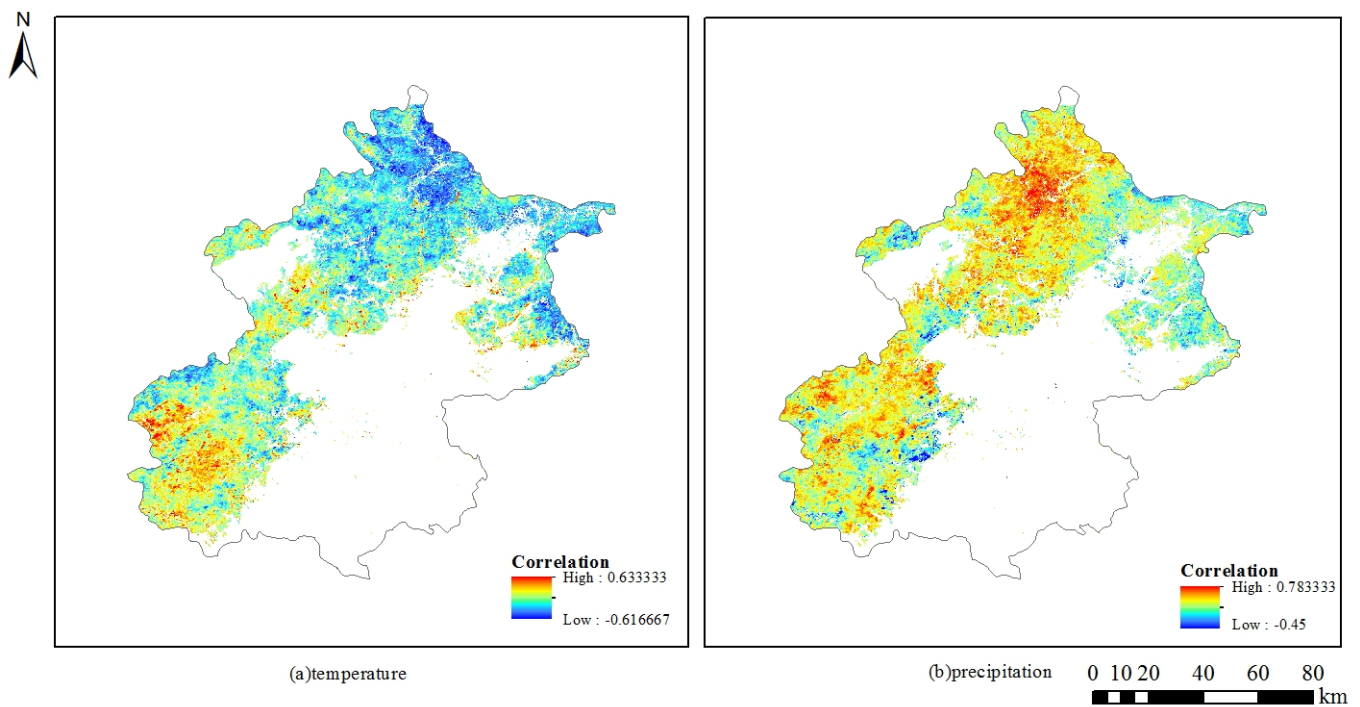 N
Correlation
High : 0.633333
Low : -0.616667
Correlation
High : 0.783333
Low : -0.45
(a)temperature
(b)precipitation
0 10 20 40 60 80
km